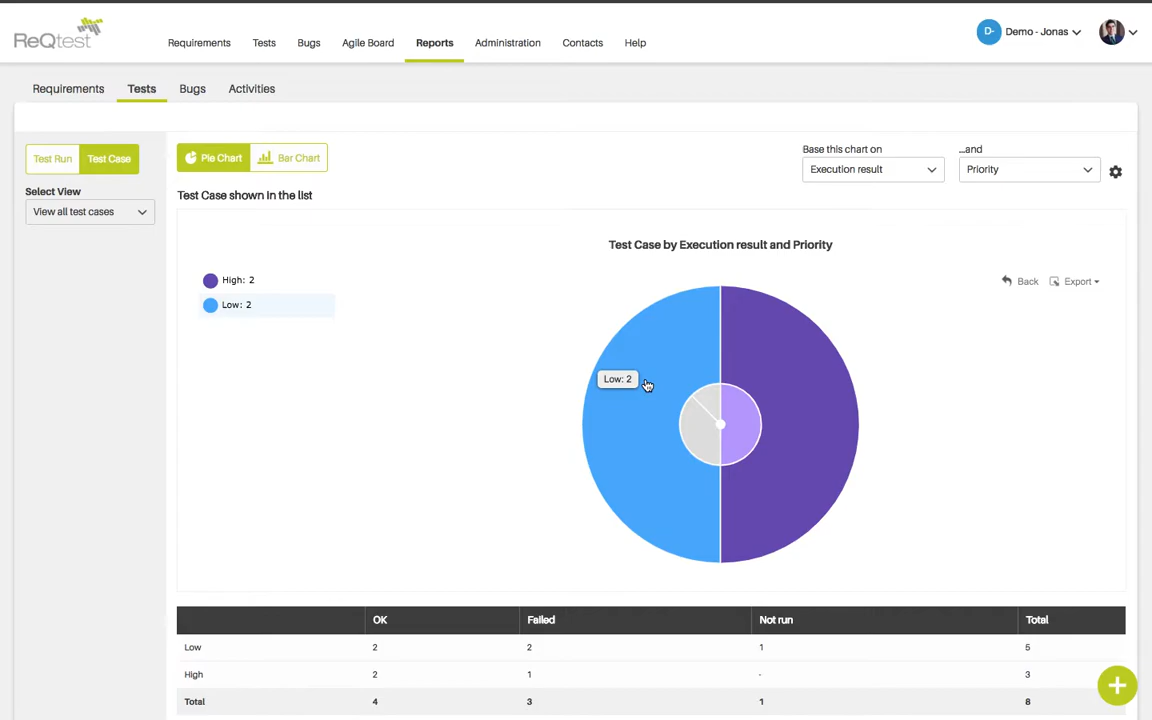 ReQtest
Requirements Tests Bugs Agile Board Reports Administration Contacts Help
D- Demo - Jonas
Requirements Tests Bugs Activities
Test Run Test Case
Select View
View all test cases
Pie Chart Bar Chart
Base this chart on ...and
Execution result Priority
Test Case shown in the list
Test Case by Execution result and Priority
High: 2
Low: 2
Back Export
Low: 2
OK Failed Not run Total
Low 2 2 1 5
High 2 1 - 3
Total 4 3 1 8